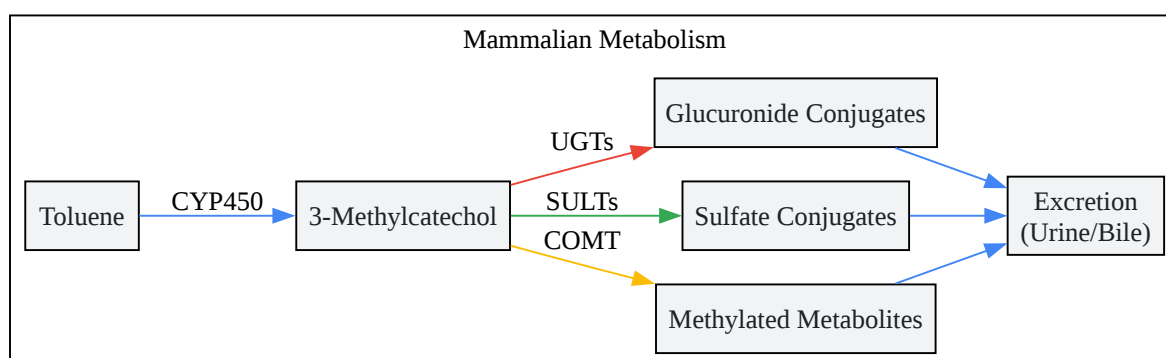 Mammalian Metabolism
Toluene
CYP450
3-Methylcatechol
UGTs
SULTs
COMT
Glucuronide Conjugates
Sulfate Conjugates
Methylated Metabolites
Excretion
(Urine/Bile)